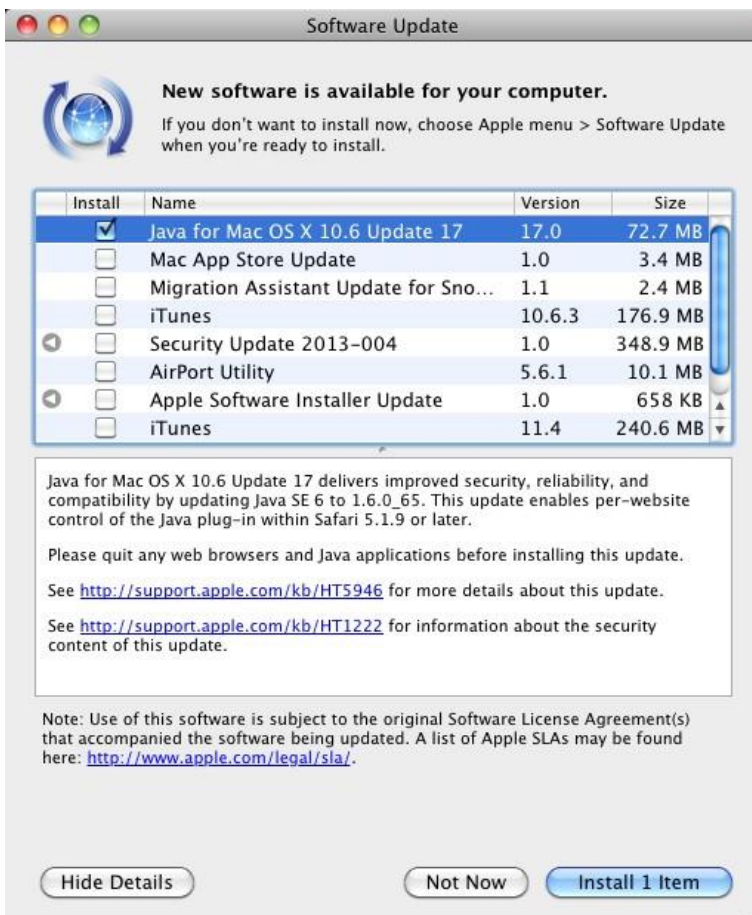 Software Update
New software is available for your computer.
If you don't want to install now, choose Apple menu > Software Update
when you're ready to install.
Install Name Version Size
Java for Mac OS X 10.6 Update 17 17.0 72.7 MB
Mac App Store Update 1.0 3.4 MB
Migration Assistant Update for Sno... 1.1 2.4 MB
iTunes 10.6.3 176.9 MB
Security Update 2013-004 1.0 348.9 MB
AirPort Utility 5.6.1 10.1 MB
Apple Software Installer Update 1.0 658 KB
iTunes 11.4 240.6 MB
Java for Mac OS X 10.6 Update 17 delivers improved security, reliability, and
compatibility by updating Java SE 6 to 1.6.0_65. This update enables per-website
control of the Java plug-in within Safari 5.1.9 or later.
Please quit any web browsers and Java applications before installing this update.
See http://support.apple.com/kb/HT5946 for more details about this update.
See http://support.apple.com/kb/HT1222 for information about the security
content of this update.
Note: Use of this software is subject to the original Software License Agreement(s)
that accompanied the software being updated. A list of Apple SLAs may be found
here: http://www.apple.com/legal/sla/.
Hide Details Not Now Install 1 Item